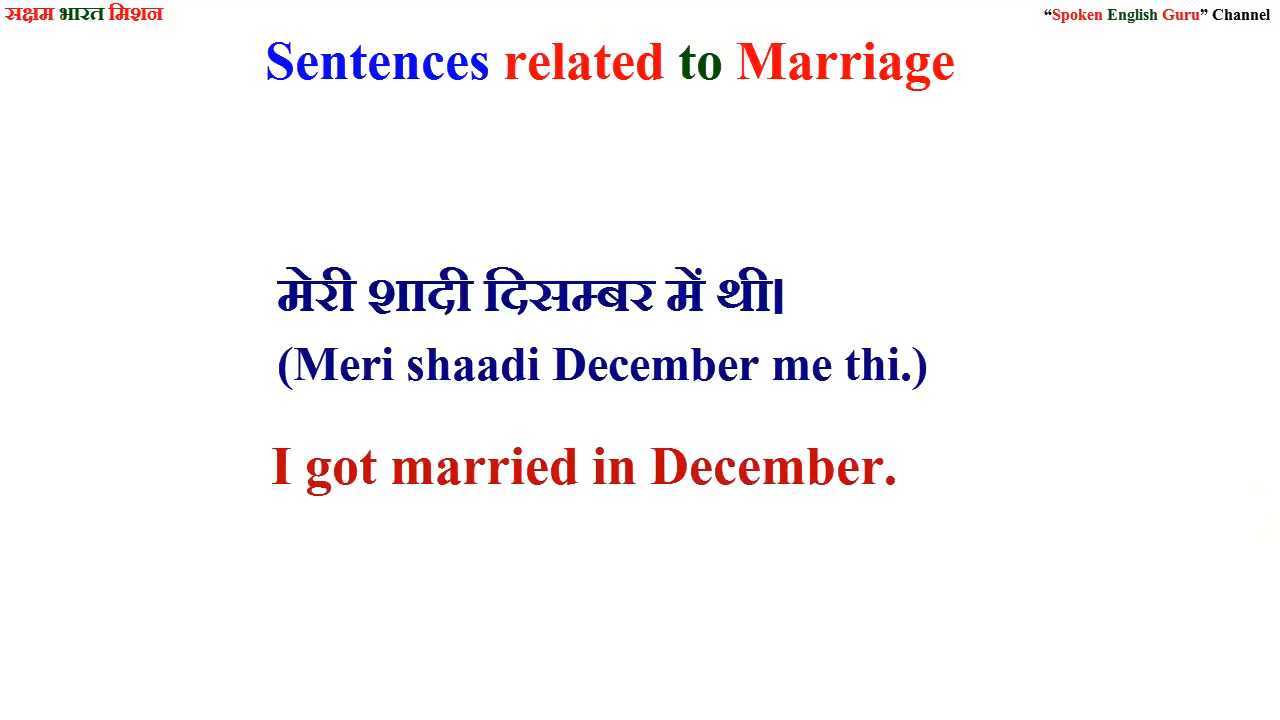 सक्षम भारत मिशन
“Spoken English Guru” Channel
Sentences related to Marriage
मेरी शादी दिसम्बर में थी।
(Meri shaadi December me thi.)
I got married in December.